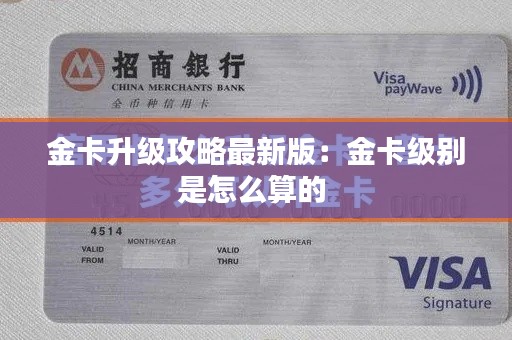 招商银行
CHINA MERCHANTS BANK
全币种信用卡
Visa
payWave
金卡升级攻略最新版：金卡级别
是怎么算的
金卡
4514
MONTH/YEAR
MONTH/YEAR
VALID
FROM
VALID
THRU
VISA
Signature